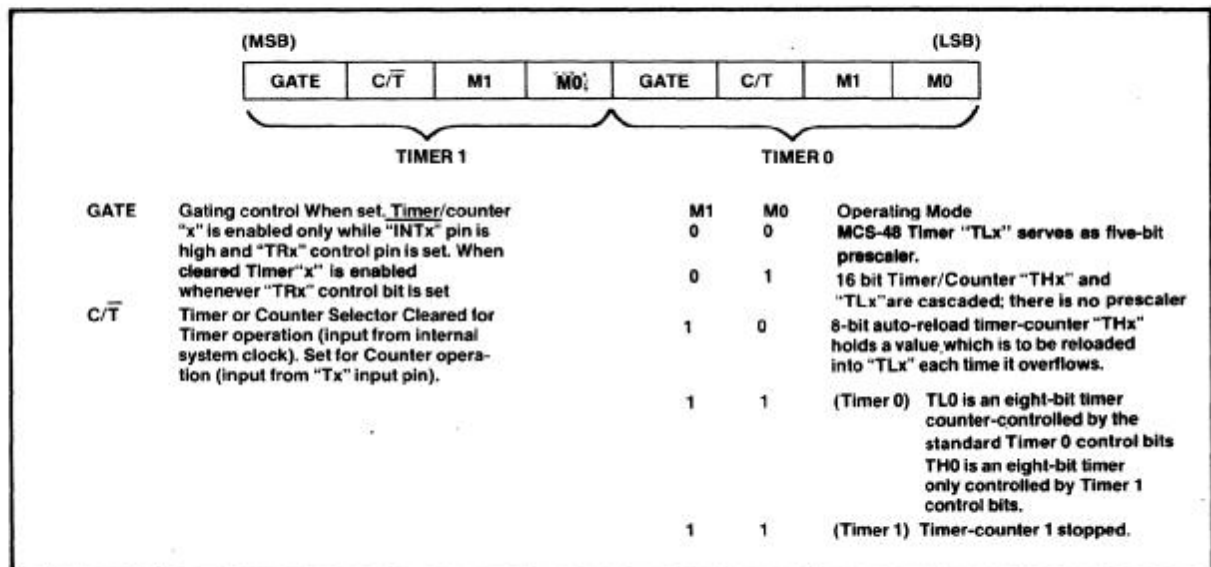 (MSB) (LSB)
GATE C/T̅ M1 M0 GATE C/T M1 M0
TIMER 1 TIMER 0
GATE Gating control When set. Timer/counter
"x" is enabled only while "I̅N̅T̅x̅" pin is
high and "TRx" control pin is set. When
cleared Timer"x" is enabled
whenever "TRx" control bit is set
C/T̅ Timer or Counter Selector Cleared for
Timer operation (input from internal
system clock). Set for Counter opera-
tion (input from "Tx" input pin).
M1 M0 Operating Mode
0 0 MCS-48 Timer "TLx" serves as five-bit
prescaler.
0 1 16 bit Timer/Counter "THx" and
"TLx"are cascaded; there is no prescaler
1 0 8-bit auto-reload timer-counter "THx"
holds a value which is to be reloaded
into "TLx" each time it overflows.
1 1 (Timer 0) TL0 is an eight-bit timer
counter-controlled by the
standard Timer 0 control bits
TH0 is an eight-bit timer
only controlled by Timer 1
control bits.
1 1 (Timer 1) Timer-counter 1 stopped.